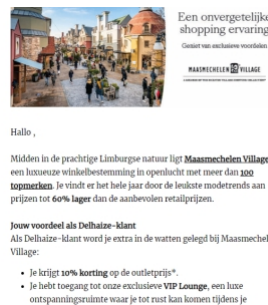 Een onvergetelijke
shopping ervaring
Geniet van exclusieve voordelen
MAASMECHELEN VILLAGE
Hallo ,
Midden in de prachtige Limburgse natuur ligt Maasmechelen Village
een luxueuze winkelbestemming in openlucht met meer dan 100
topmerken. Je vindt er het hele jaar door de leukste modetrends aan
prijzen tot 60% lager dan de aanbevolen retailprijzen.
Jouw voordeel als Delhaize-klant
Als Delhaize-klant word je extra in de watten gelegd bij Maasmechel
Village:
• Je krijgt 10% korting op de outletprijs*.
• Je hebt toegang tot onze exclusieve VIP Lounge, een luxe
ontspanningsruimte waar je tot rust kan komen tijdens je